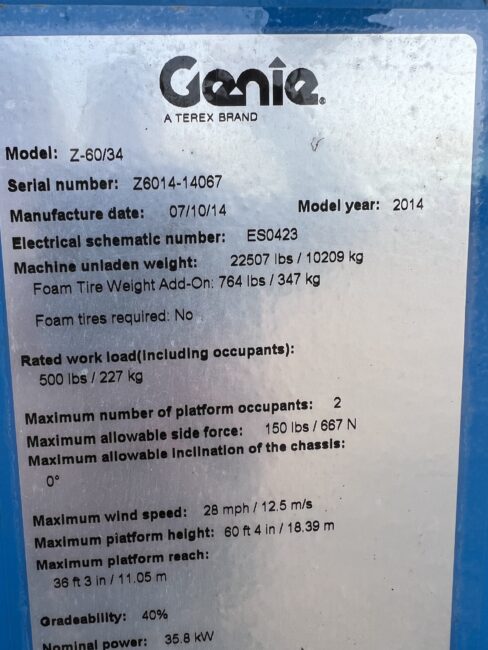 Genie
A TEREX BRAND
Model: Z-60/34
Serial number: Z6014-14067
Manufacture date: 07/10/14 Model year: 2014
Electrical schematic number: ES0423
Machine unladen weight: 22507 lbs / 10209 kg
Foam Tire Weight Add-On: 764 lbs / 347 kg
Foam tires required: No
Rated work load(including occupants):
500 lbs / 227 kg
Maximum number of platform occupants: 2
Maximum allowable side force: 150 lbs / 667 N
Maximum allowable inclination of the chassis:
0°
Maximum wind speed: 28 mph / 12.5 m/s
Maximum platform height: 60 ft 4 in / 18.39 m
Maximum platform reach:
36 ft 3 in / 11.05 m
Gradeability: 40%
Nominal power: 35.8 kW